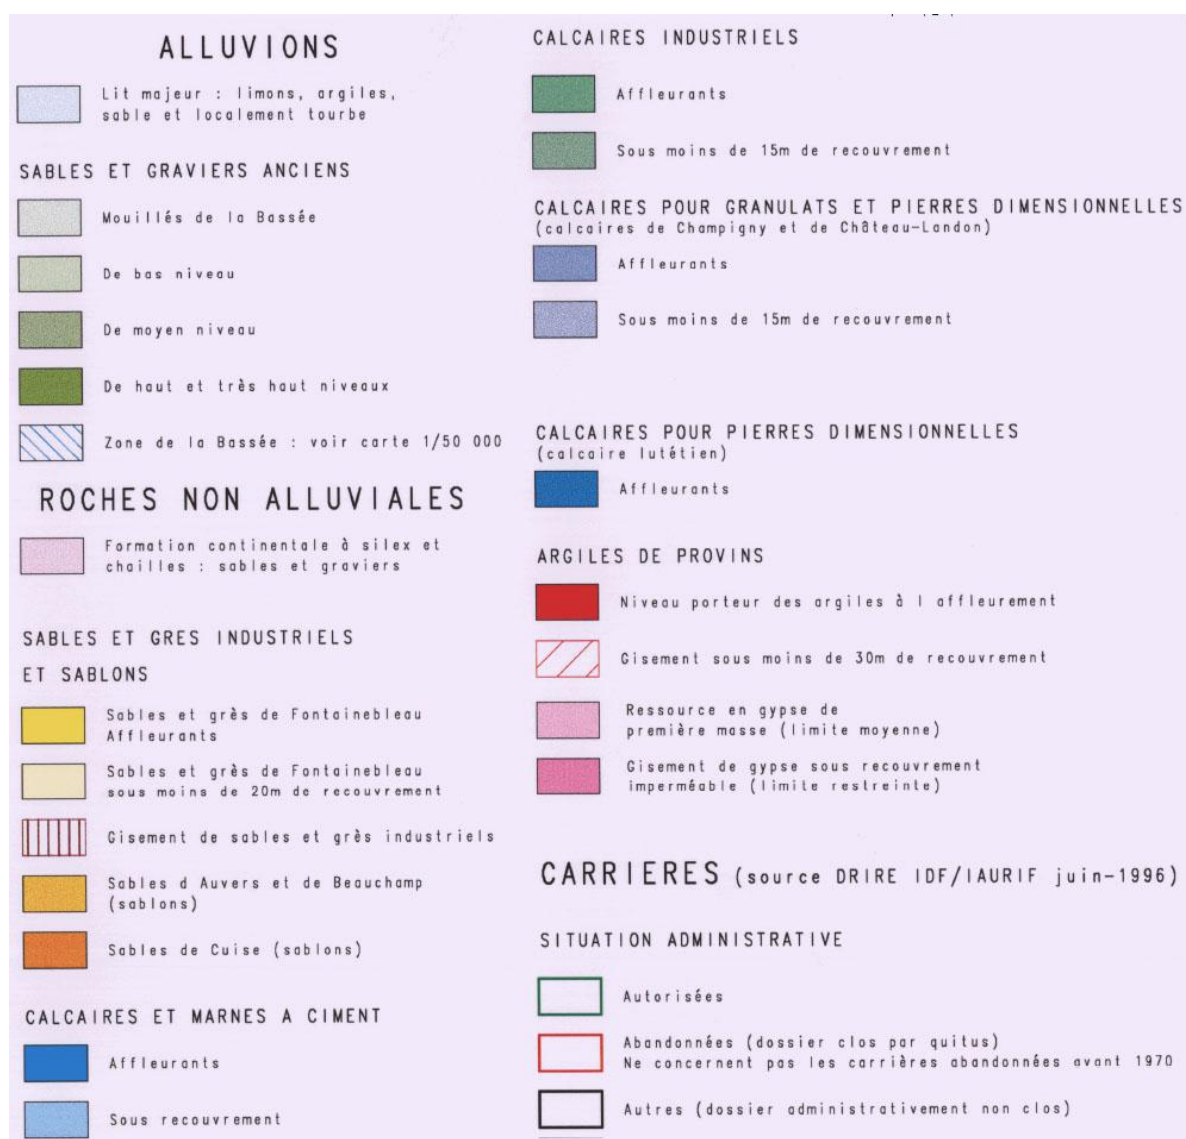 ALLUVIONS
Lit majeur : limons, argiles,
sable et localement tourbe
SABLES ET GRAVIERS ANCIENS
Mouillés de la Bassée
De bas niveau
De moyen niveau
De haut et très haut niveaux
Zone de la Bassée : voir carte 1/50 000
ROCHES NON ALLUVIALES
Formation continentale à silex et
chailles : sables et graviers
SABLES ET GRES INDUSTRIELS
ET SABLONS
Sables et grès de Fontainebleau
Affleurants
Sables et grès de Fontainebleau
sous moins de 20m de recouvrement
Gisement de sables et grès industriels
Sables d Auvers et de Beauchamp
(sablons)
Sables de Cuise (sablons)
CALCAIRES ET MARNES A CIMENT
Affleurants
Sous recouvrement
CALCAIRES INDUSTRIELS
Affleurants
Sous moins de 15m de recouvrement
CALCAIRES POUR GRANULATS ET PIERRES DIMENSIONNELLES
(calcaires de Champigny et de Château-Landon)
Affleurants
Sous moins de 15m de recouvrement
CALCAIRES POUR PIERRES DIMENSIONNELLES
(calcaire lutétien)
Affleurants
ARGILES DE PROVINS
Niveau porteur des argiles à l affleurement
Gisement sous moins de 30m de recouvrement
Ressource en gypse de
première masse (limite moyenne)
Gisement de gypse sous recouvrement
imperméable (limite restreinte)
CARRIERES (source DRIRE IDF/IAURIF juin-1996)
SITUATION ADMINISTRATIVE
Autorisées
Abandonnées (dossier clos par quitus)
Ne concernent pas les carrières abandonnées avant 1970
Autres (dossier administrativement non clos)